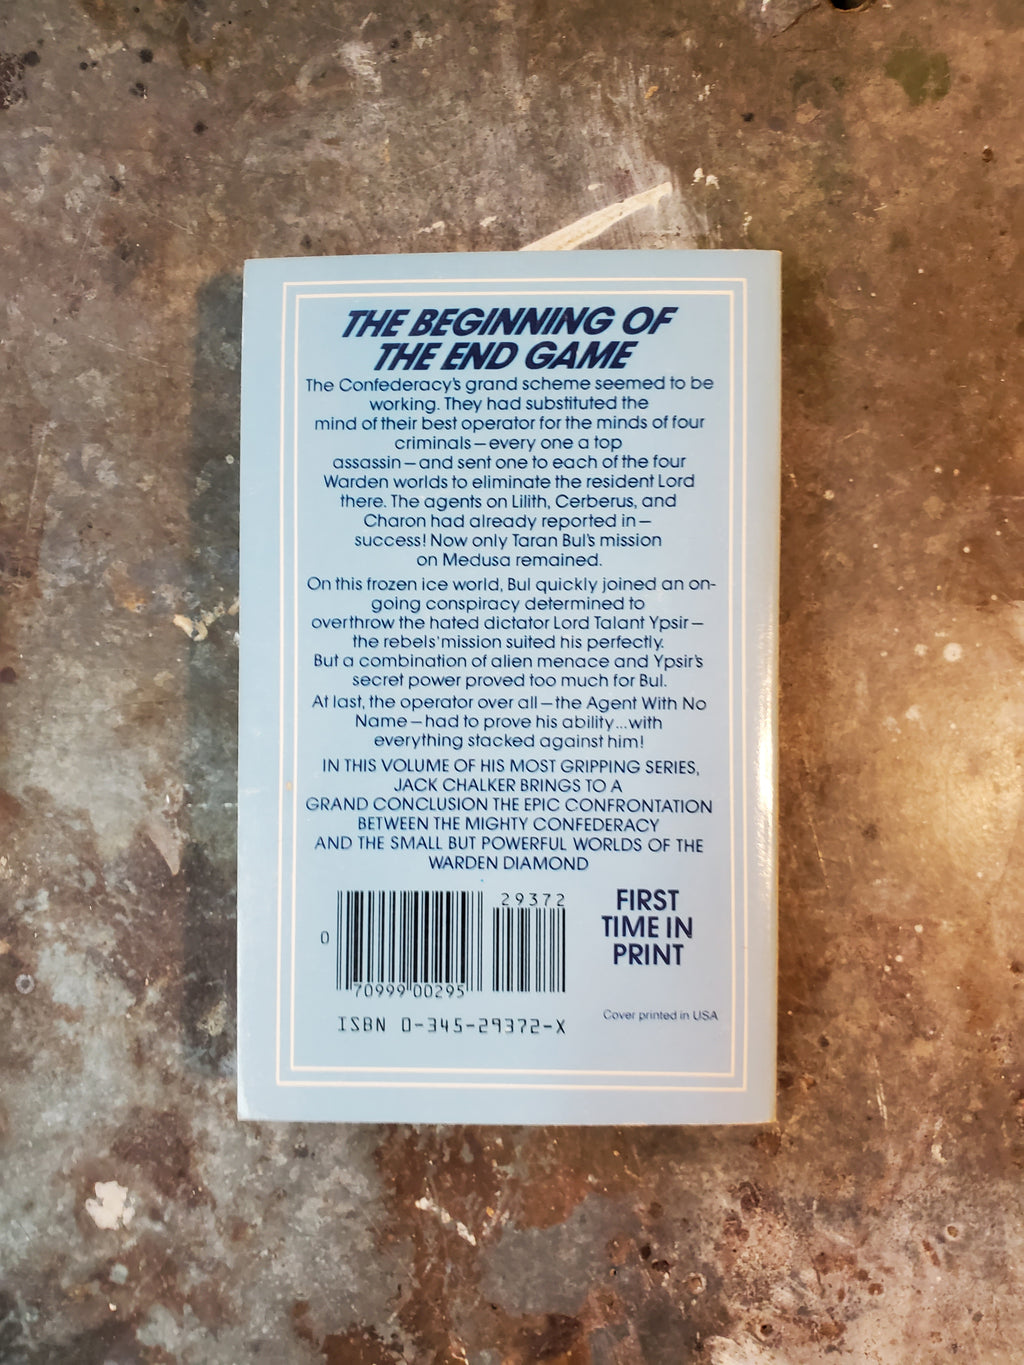 THE BEGINNING OF
THE END GAME
The Confederacy's grand scheme seemed to be
working. They had substituted the
mind of their best operator for the minds of four
criminals—every one a top
assassin—and sent one to each of the four
Warden worlds to eliminate the resident Lord
there. The agents on Lilith, Cerberus, and
Charon had already reported in—
success! Now only Taran Bul's mission
on Medusa remained.
On this frozen ice world, Bul quickly joined an on-
going conspiracy determined to
overthrow the hated dictator Lord Talant Ypsir—
the rebels' mission suited his perfectly.
But a combination of alien menace and Ypsir's
secret power proved too much for Bul.
At last, the operator over all—the Agent With No
Name—had to prove his ability...with
everything stacked against him!
IN THIS VOLUME OF HIS MOST GRIPPING SERIES,
JACK CHALKER BRINGS TO A
GRAND CONCLUSION THE EPIC CONFRONTATION
BETWEEN THE MIGHTY CONFEDERACY
AND THE SMALL BUT POWERFUL WORLDS OF THE
WARDEN DIAMOND
29372
0
70999 00295
ISBN 0-345-29372-X
FIRST
TIME IN
PRINT
Cover printed in USA